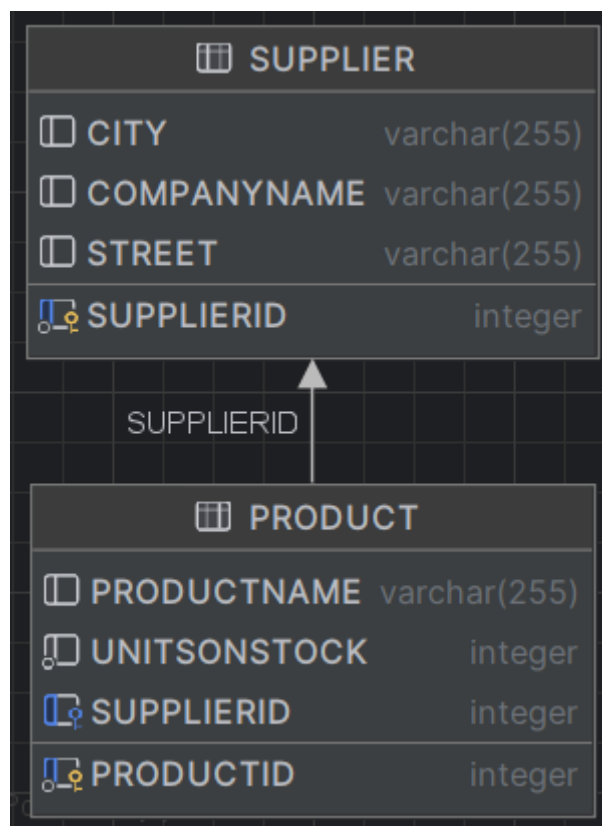 SUPPLIER
CITY varchar(255)
COMPANYNAME varchar(255)
STREET varchar(255)
SUPPLIERID integer
SUPPLIERID
PRODUCT
PRODUCTNAME varchar(255)
UNITSONSTOCK integer
SUPPLIERID integer
PRODUCTID integer